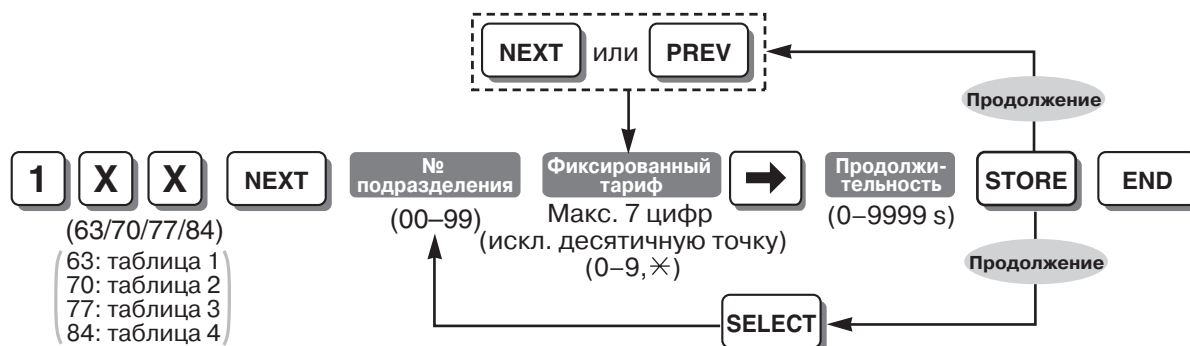 NEXT или PREV
Продолжение
1 X X NEXT
№
подразделения
Фиксированный
тариф
Продолжи-
тельность
STORE
END
(63/70/77/84)
63: таблица 1
70: таблица 2
77: таблица 3
84: таблица 4
(00–99)
Макс. 7 цифр
(искл. десятичную точку)
(0–9,✕)
(0–9999 s)
Продолжение
SELECT